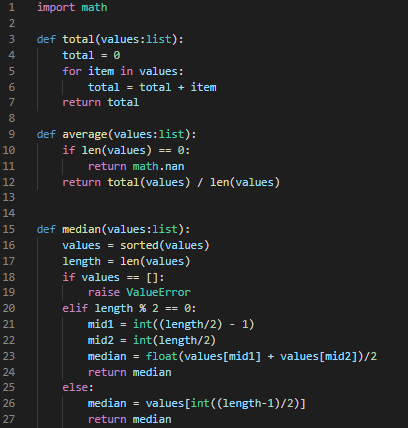 1 import math
2
3 def total(values:list):
4     total = 0
5     for item in values:
6         total = total + item
7     return total
8
9 def average(values:list):
10     if len(values) == 0:
11         return math.nan
12     return total(values) / len(values)
13
14
15 def median(values:list):
16     values = sorted(values)
17     length = len(values)
18     if values == []:
19         raise ValueError
20     elif length % 2 == 0:
21         mid1 = int((length/2) - 1)
22         mid2 = int(length/2)
23         median = float(values[mid1] + values[mid2])/2
24         return median
25     else:
26         median = values[int((length-1)/2)]
27         return median